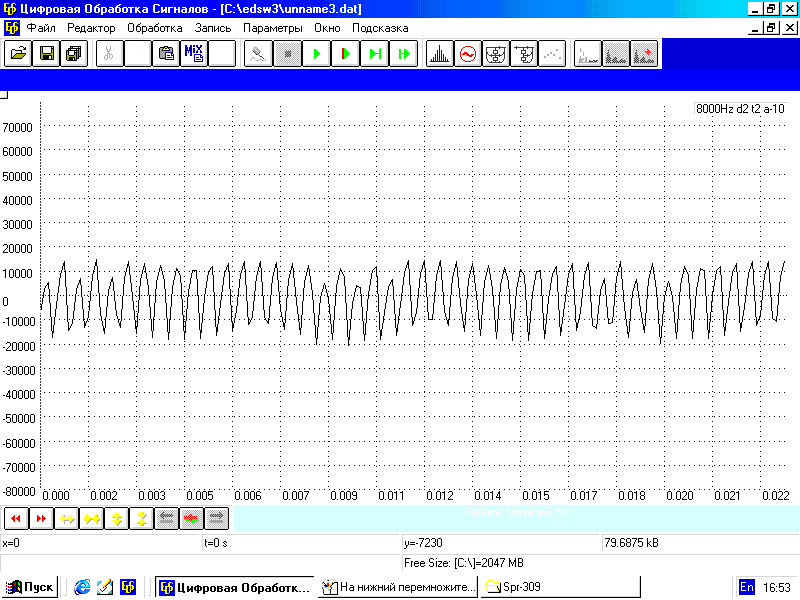 Цифровая Обработка Сигналов - [C:\edsw3\unname3.dat]
Файл Редактор Обработка Запись Параметры Окно Подсказка
MiX
8000Hz d2 t2 a-10
70000
60000
50000
40000
30000
20000
10000
0
-10000
-20000
-30000
-40000
-50000
-60000
-70000
-80000
0.000 0.002 0.003 0.005 0.006 0.007 0.009 0.011 0.012 0.014 0.015 0.017 0.018 0.020 0.021 0.022
Запись: unname3.dat
x=0 t=0 s y=-7230 79.6875 kB
Free Size: [C:\]=2047 MB
Пуск Цифровая Обработк... На нижний перемножите... Spr-309 En 16:53